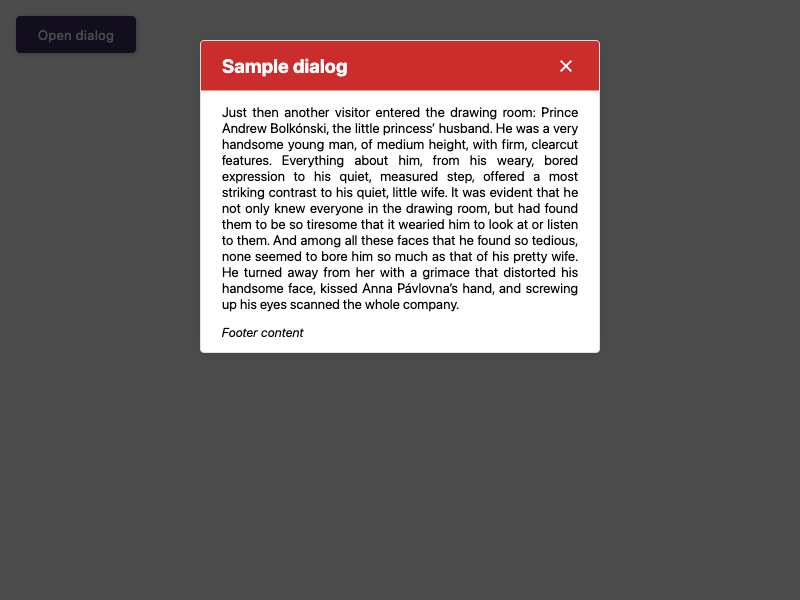 Open dialog
Sample dialog
Just then another visitor entered the drawing room: Prince
Andrew Bolkónski, the little princess’ husband. He was a very
handsome young man, of medium height, with firm, clearcut
features. Everything about him, from his weary, bored
expression to his quiet, measured step, offered a most
striking contrast to his quiet, little wife. It was evident that he
not only knew everyone in the drawing room, but had found
them to be so tiresome that it wearied him to look at or listen
to them. And among all these faces that he found so tedious,
none seemed to bore him so much as that of his pretty wife.
He turned away from her with a grimace that distorted his
handsome face, kissed Anna Pávlovna’s hand, and screwing
up his eyes scanned the whole company.
Footer content